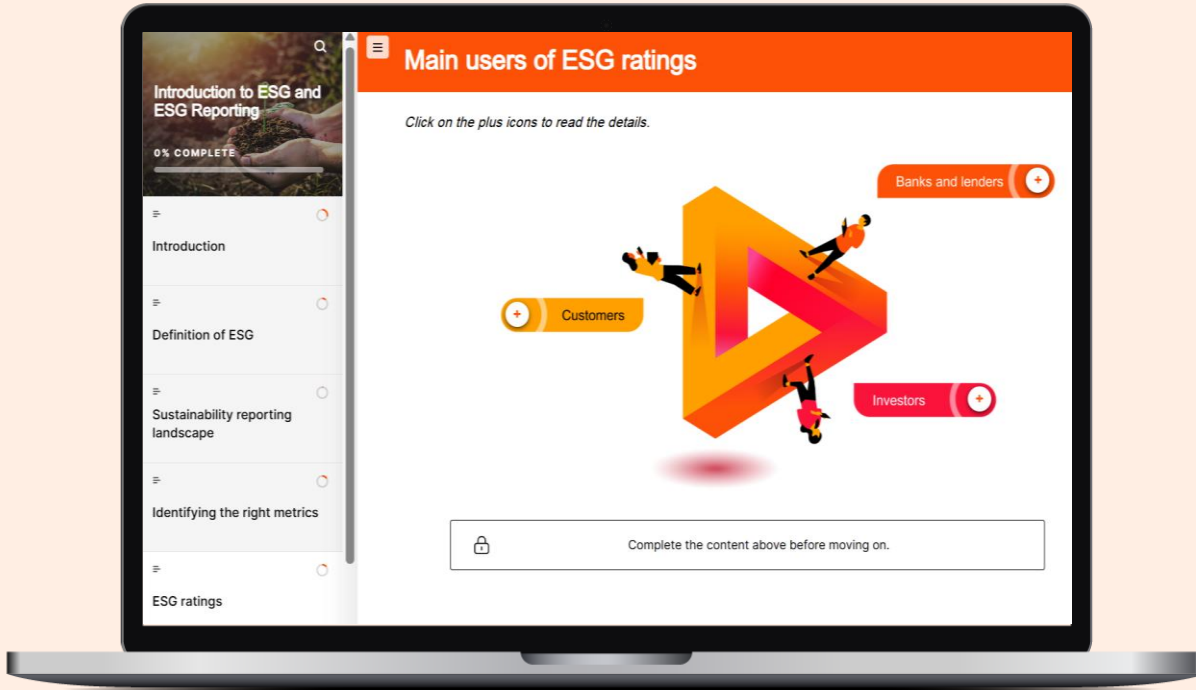 Introduction to ESG and
ESG Reporting
0% COMPLETE
Introduction
Definition of ESG
Sustainability reporting
landscape
Identifying the right metrics
ESG ratings
Main users of ESG ratings
Click on the plus icons to read the details.
Banks and lenders +
+ Customers
Investors +
Complete the content above before moving on.